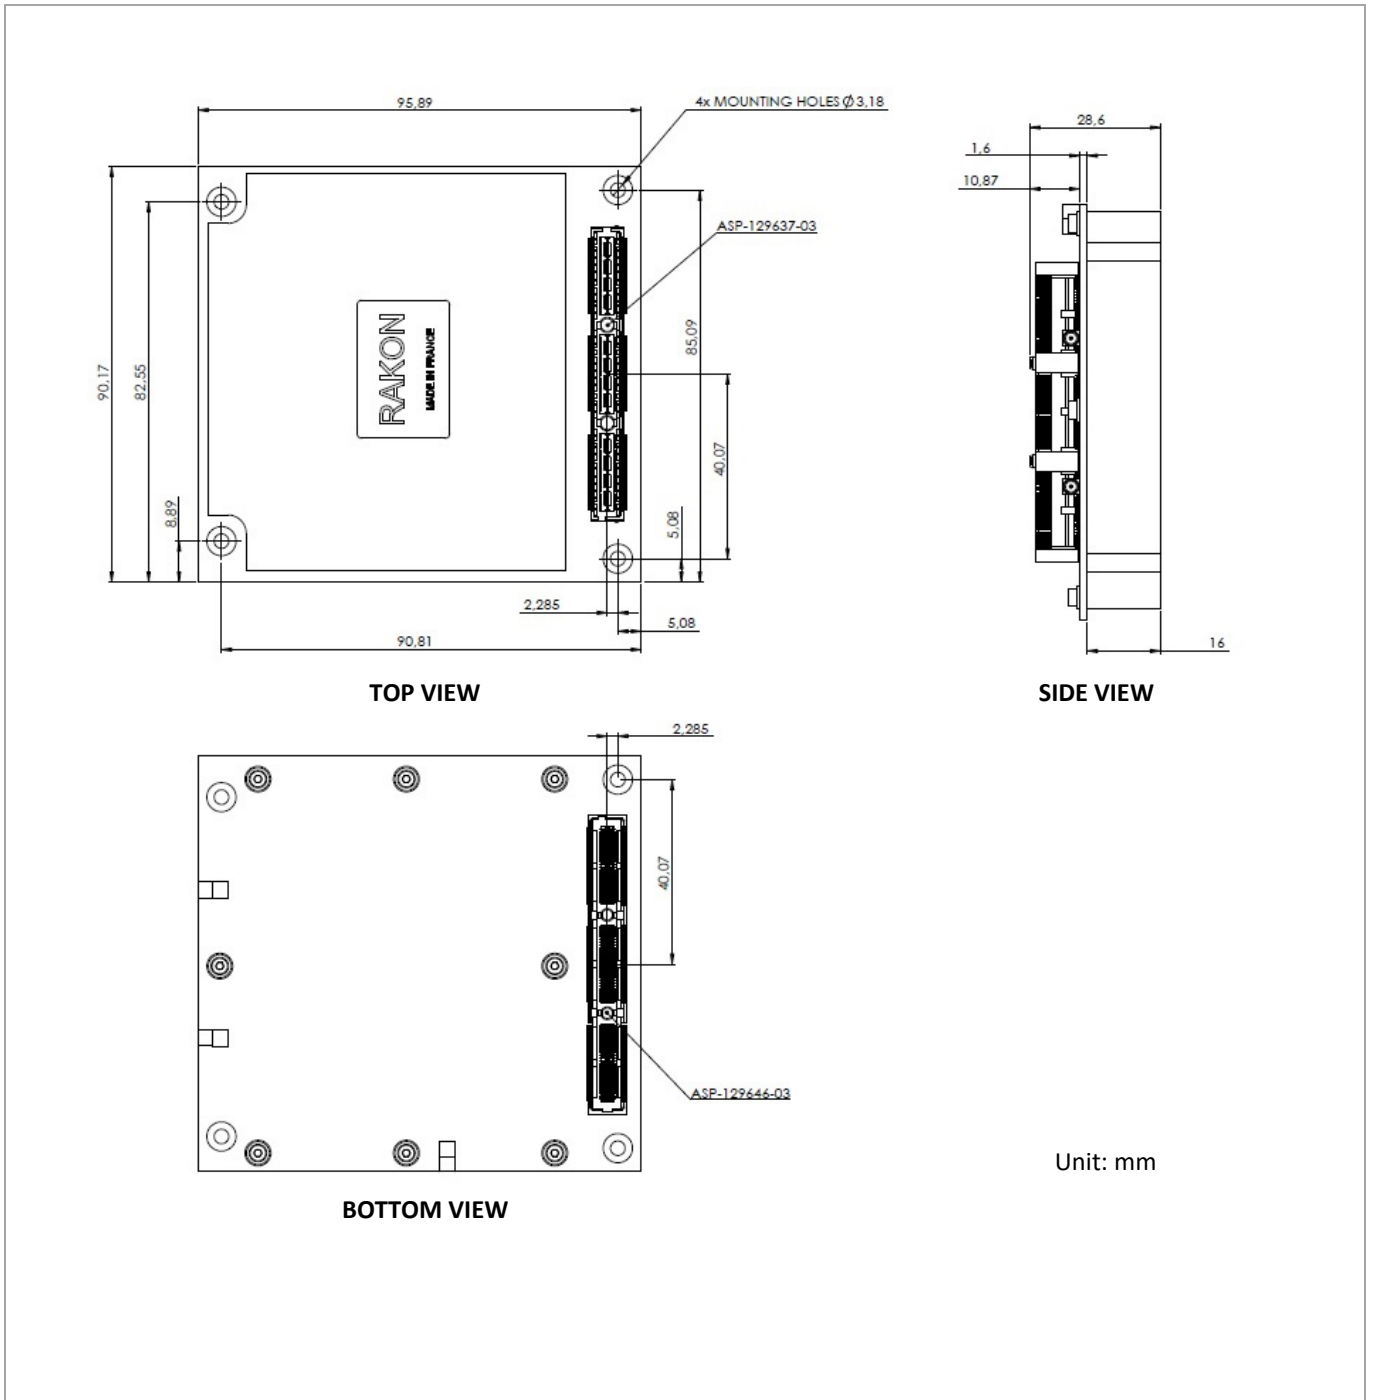 95,89
4x MOUNTING HOLES Ø 3,18
28,6
1,6
10,87
ASP-129637-03
90,17
82,55
8,89
RAKON
MADE IN FRANCE
85,09
40,07
5,08
2,285
5,08
90,81
16
TOP VIEW
SIDE VIEW
2,285
40,07
ASP-129646-03
Unit: mm
BOTTOM VIEW